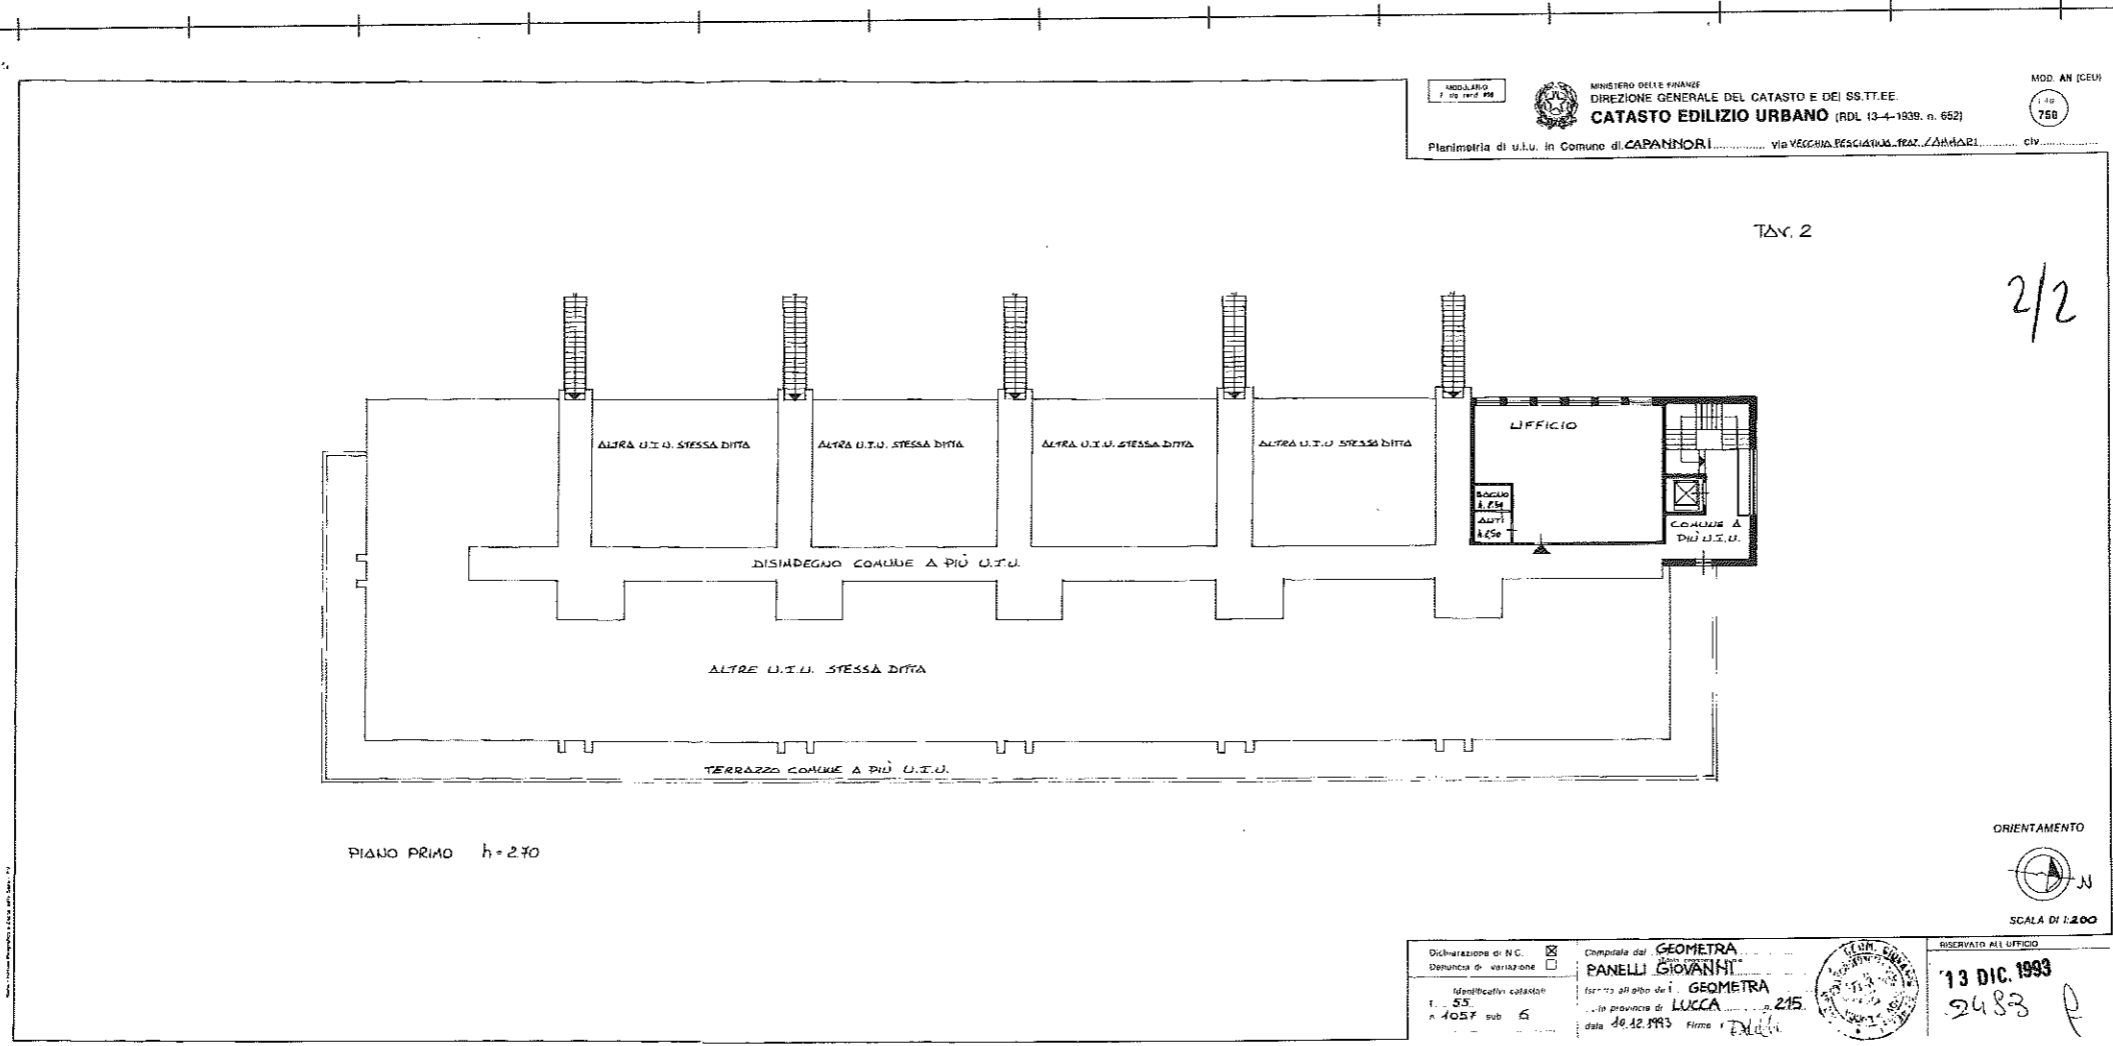 MINISTERO DELLE FINANZE
MOD. AN (CEU)
DIREZIONE GENERALE DEL CATASTO E DEI SS.TT.EE.
CATASTO EDILIZIO URBANO (RDL 13-4-1939, n. 652)
758
Planimetria di u.i.u. in Comune di CAPANNORI via VECCHIA PESCIATINA civ.
TAV. 2
2/2
UFFICIO
ALTRA U.I.U. STESSA DITTA
ALTRA U.I.U. STESSA DITTA
ALTRA U.I.U. STESSA DITTA
ALTRA U.I.U STESSA DITTA
BAGNO
ANTI
h 2,50
COMUNE A
PIÙ U.I.U.
DISIMPEGNO COMUNE A PIÙ U.I.U.
ALTRE U.I.U. STESSA DITTA
TERRAZZO COMUNE A PIÙ U.I.U.
PIANO PRIMO h=2.70
ORIENTAMENTO
N
SCALA DI 1:200
Dichiarazione di N.C.
Denuncia di variazione
Identificativi catastali
F. 55
n. 1057 sub 6
Compilata dal GEOMETRA
PANELLI GIOVANNI
Iscritto all'albo dei GEOMETRA
in provincia di LUCCA n. 215
data 10.12.1993 Firma
RISERVATO ALL'UFFICIO
13 DIC. 1993
2483